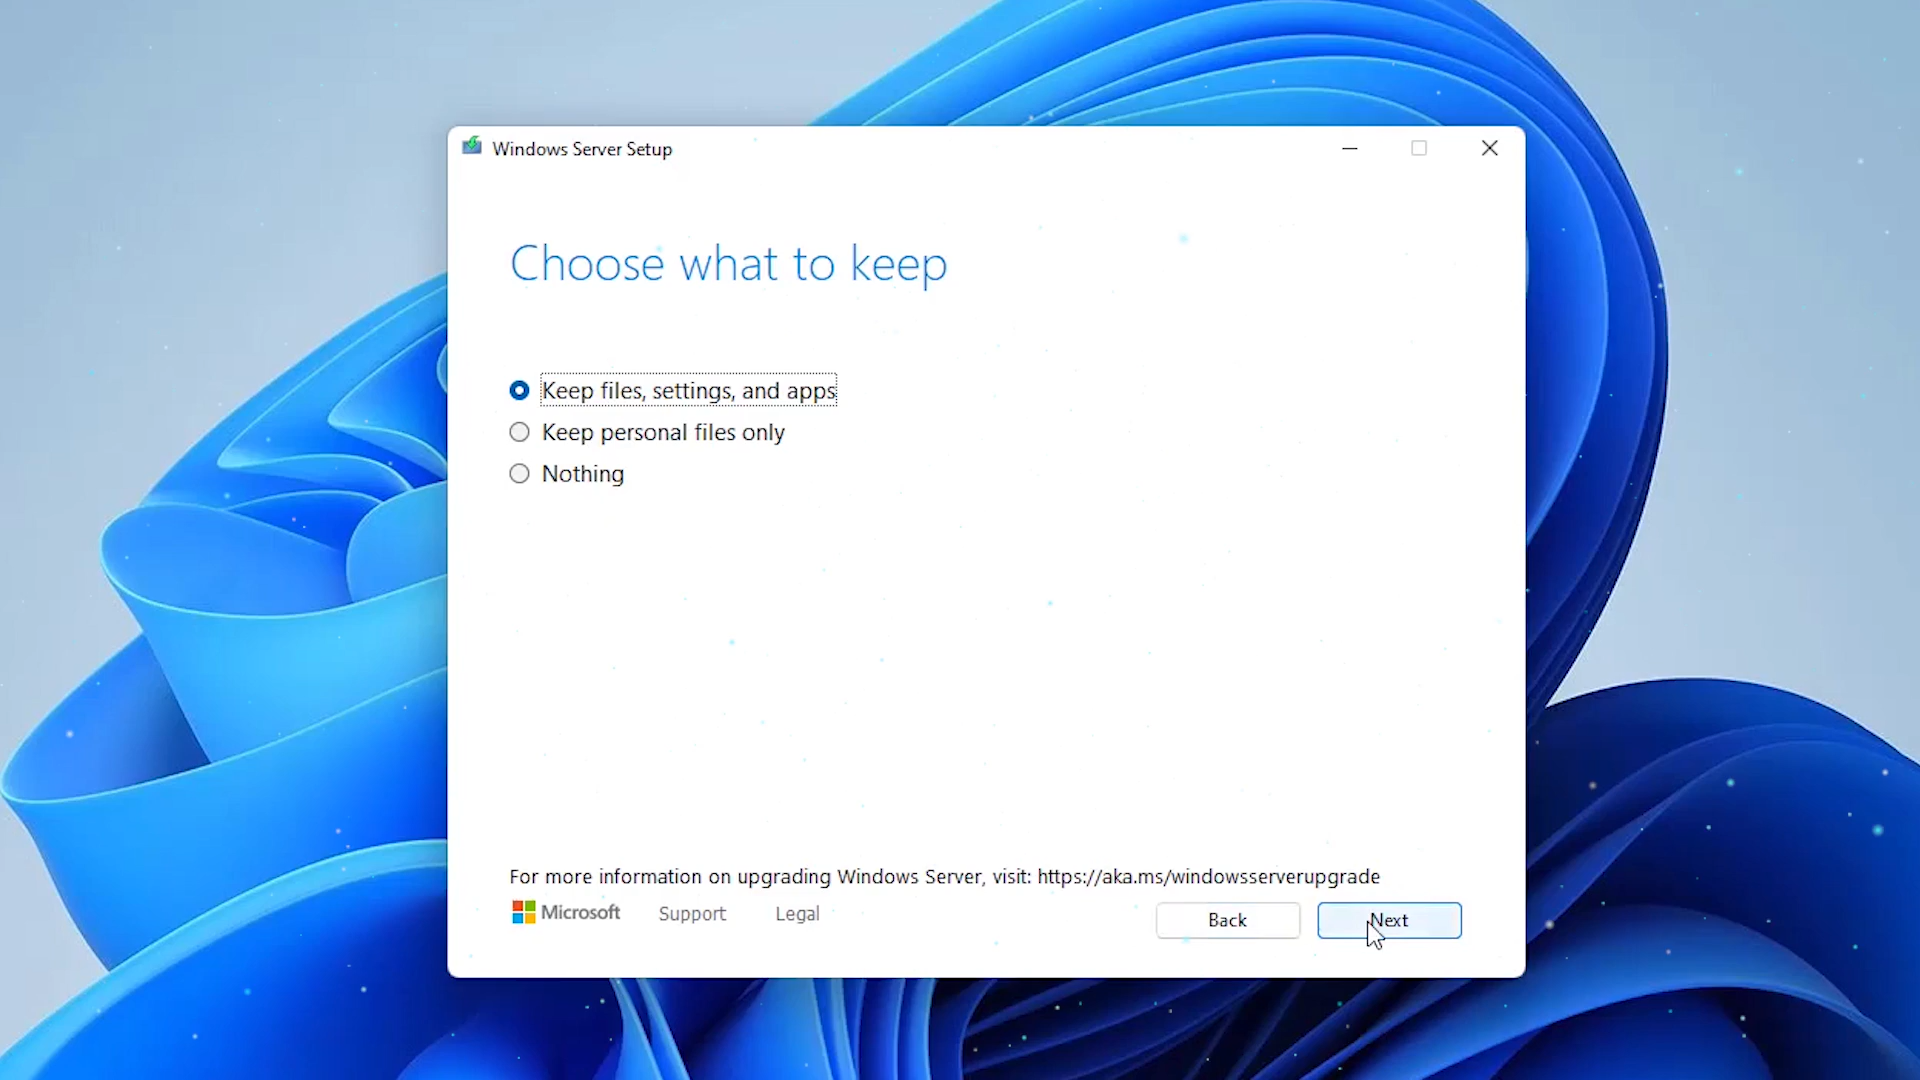 Windows Server Setup
Choose what to keep
Keep files, settings, and apps
Keep personal files only
Nothing
For more information on upgrading Windows Server, visit: https://aka.ms/windowsserverupgrade
Microsoft Support Legal Back Next